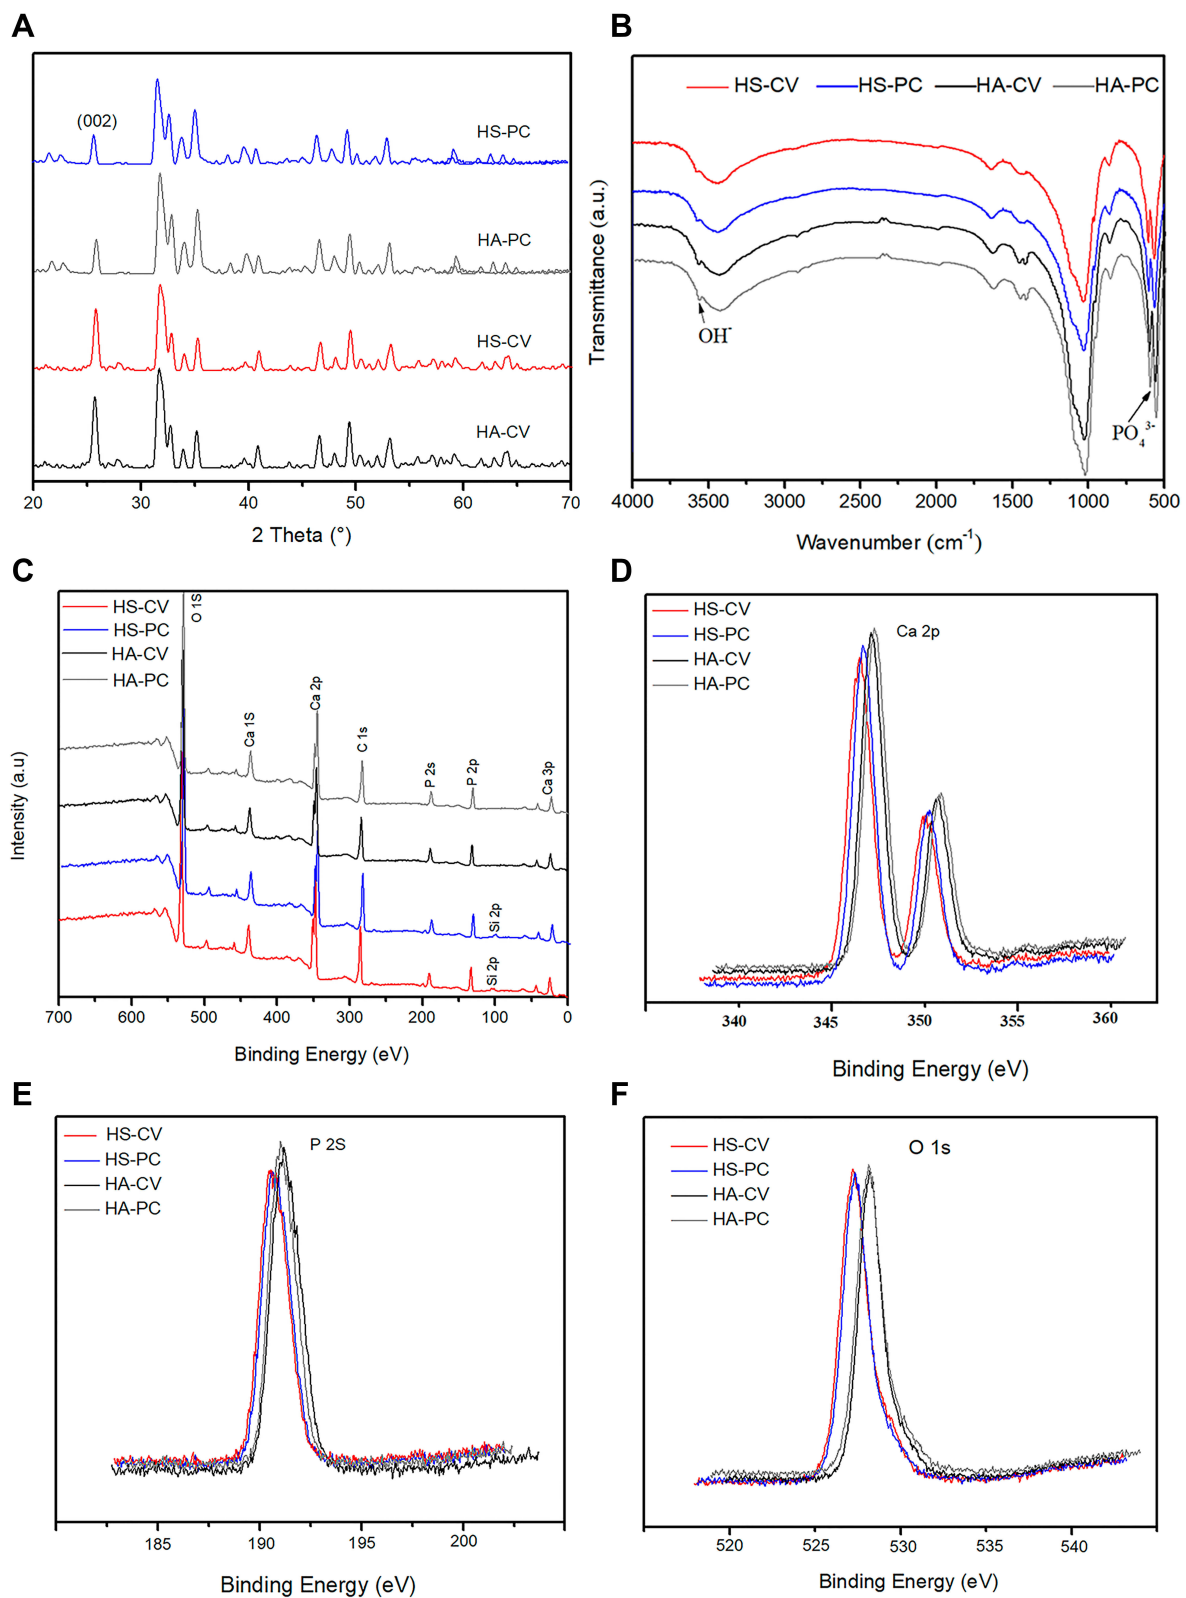 A
(002)
HS-PC
HA-PC
HS-CV
HA-CV
20 30 40 50 60 70
2 Theta (°)
B
HS-CV HS-PC HA-CV HA-PC
Transmittance (a.u.)
OH-
PO4 3-
4000 3500 3000 2500 2000 1500 1000 500
Wavenumber (cm-1)
C
HS-CV
HS-PC
HA-CV
HA-PC
O 1S
Ca 1S
Ca 2p
C 1s
P 2s
P 2p
Ca 3p
Si 2p
Si 2p
Intensity (a.u)
700 600 500 400 300 200 100 0
Binding Energy (eV)
D
HS-CV
HS-PC
HA-CV
HA-PC
Ca 2p
340 345 350 355 360
Binding Energy (eV)
E
HS-CV
HS-PC
HA-CV
HA-PC
P 2S
185 190 195 200
Binding Energy (eV)
F
HS-CV
HS-PC
HA-CV
HA-PC
O 1s
520 525 530 535 540
Binding Energy (eV)